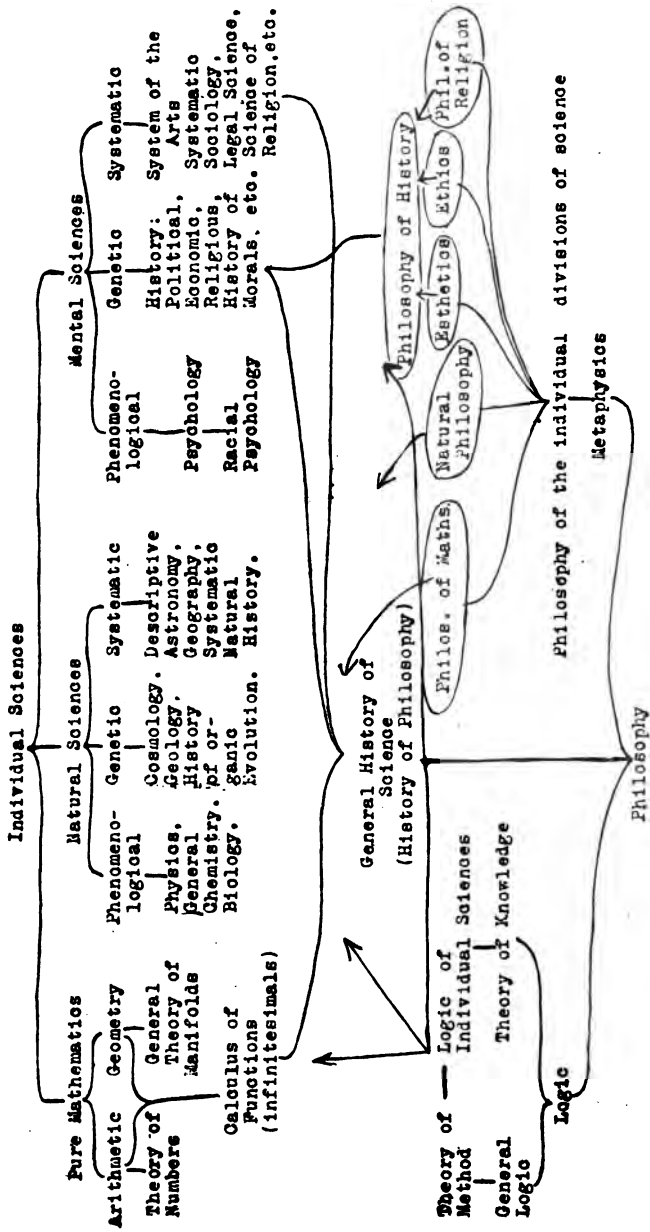 Individual Sciences
Pure Mathematics
Natural Sciences
Mental Sciences
Arithmetic
Geometry
Theory of
Numbers
General
Theory of
Manifolds
Calculus of
Functions
(infinitesimals)
Phenomeno-
logical
Physics,
General
Chemistry.
Biology.
Genetic
Cosmology.
Geology,
History
of or-
ganic
Evolution.
Systematic
Descriptive
Astronomy,
Geography,
Systematic
Natural
History.
Phenomeno-
logical
Psychology
Racial
Psychology
Genetic
History:
Political,
Economic,
Religious,
History of
Morals. etc.
Systematic
System of the
Arts
Systematic
Sociology,
Legal Science,
Science of
Religion,etc.
General History of
Science
(History of Philosophy)
Philosophy of History
Philos. of Maths.
Natural
Philosophy
Esthetics
Ethics
Phil.of
Religion
Theory of
Method
General
Logic
Logic of
Individual Sciences
Theory of Knowledge
Logic
Philosophy of the individual divisions of science
Metaphysics
Philosophy